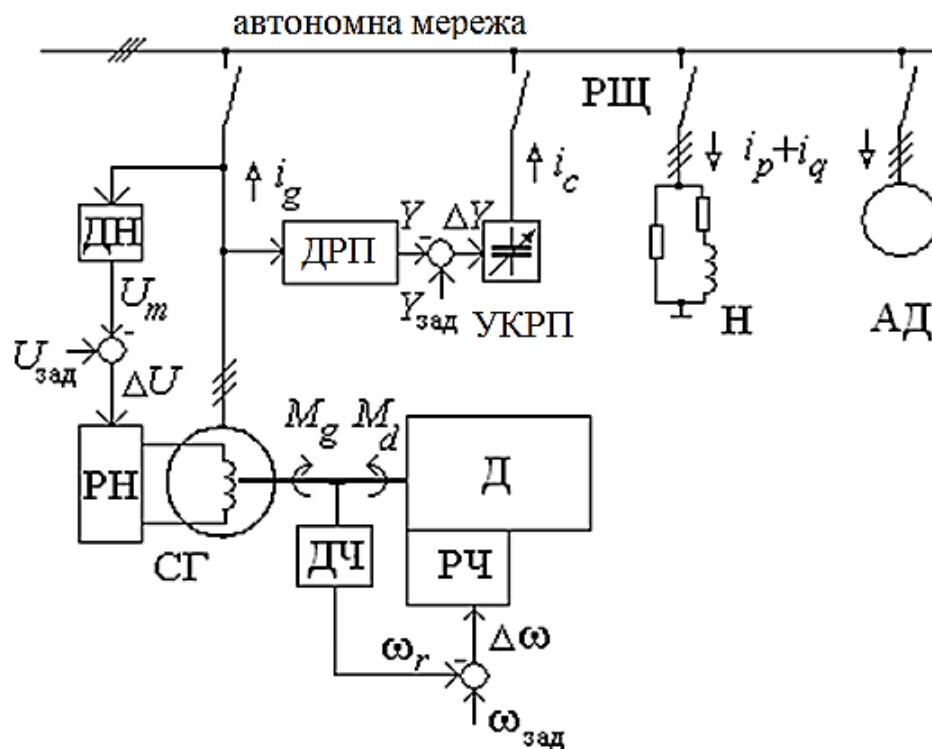 автономна мережа
РЩ
i_g
i_c
i_p+i_q
ДН
ДРП
Y
ΔY
U_m
Y_зад
УКРП
Н
АД
U_зад
ΔU
M_g
M_d
РН
Д
СГ
ДЧ
РЧ
ω_r
Δω
ω_зад